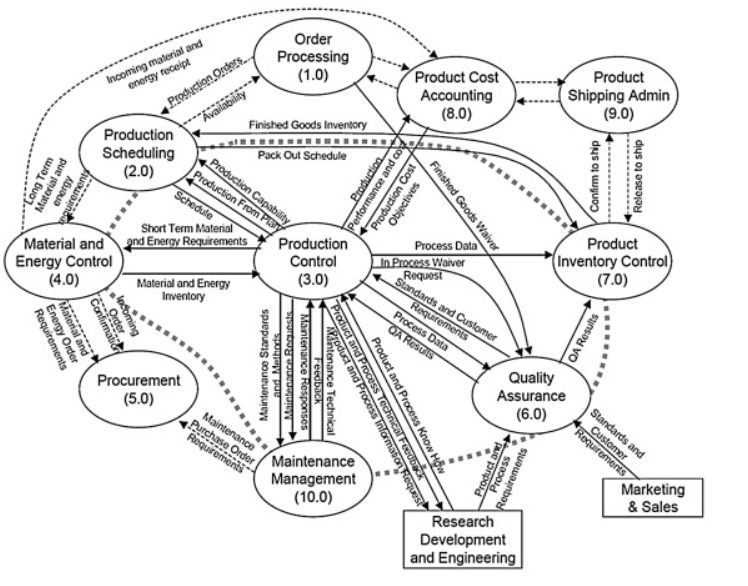 Order
Processing
(1.0)
Incoming material and
energy receipt
Production Orders
Availability
Product Cost
Accounting
(8.0)
Product
Shipping Admin
(9.0)
Production
Scheduling
(2.0)
Finished Goods Inventory
Pack Out Schedule
Long Term
Material and
energy
requirements
Production Capability
Production From Plan
Schedule
Production
Performance and co
Production Cost
Objectives
Finished Goods Waiver
Confirm to ship
Release to ship
Material and
Energy Control
(4.0)
Short Term Material
and Energy Requirements
Material and Energy
Inventory
Production
Control
(3.0)
Process Data
In Process Waiver
Request
Product
Inventory Control
(7.0)
Standards and Customer
Requirements
Process Data
QA Results
QA Results
Incoming
Order
Confirmation
Material and
Energy Order
Requirements
Procurement
(5.0)
Maintenance Standards
and Methods
Maintenance Requests
Maintenance Responses
Maintenance Technical
Feedback
Product and Process Know How
Product and Process Technical Feedback
Product and Process Information Request
Quality
Assurance
(6.0)
Maintenance
Purchase Order
Requirements
Maintenance
Management
(10.0)
Product and
Process
Requirements
Standards and
Customer
Requirements
Marketing
& Sales
Research
Development
and Engineering